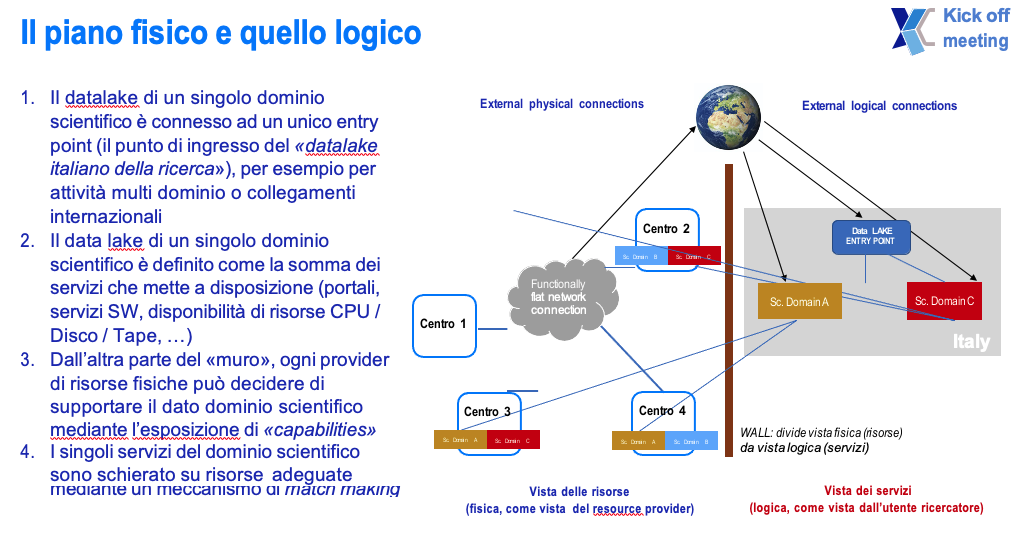 Il piano fisico e quello logico
Kick off
meeting
1. Il datalake di un singolo dominio
scientifico è connesso ad un unico entry
point (il punto di ingresso del «datalake
italiano della ricerca»), per esempio per
attività multi dominio o collegamenti
internazionali
2. Il data lake di un singolo dominio
scientifico è definito come la somma dei
servizi che mette a disposizione (portali,
servizi SW, disponibilità di risorse CPU /
Disco / Tape, …)
3. Dall’altra parte del «muro», ogni provider
di risorse fisiche può decidere di
supportare il dato dominio scientifico
mediante l’esposizione di «capabilities»
4. I singoli servizi del dominio scientifico
sono schierato su risorse adeguate
mediante un meccanismo di match making
External physical connections
External logical connections
Centro 2
Sc. Domain B
Sc. Domain C
Data LAKE
ENTRY POINT
Functionally
flat network
connection
Sc. Domain A
Sc. Domain C
Centro 1
Italy
Centro 3
Sc. Domain A
Sc. Domain C
Centro 4
Sc. Domain A
Sc. Domain B
WALL: divide vista fisica (risorse)
da vista logica (servizi)
Vista delle risorse
(fisica, come vista del resource provider)
Vista dei servizi
(logica, come vista dall’utente ricercatore)